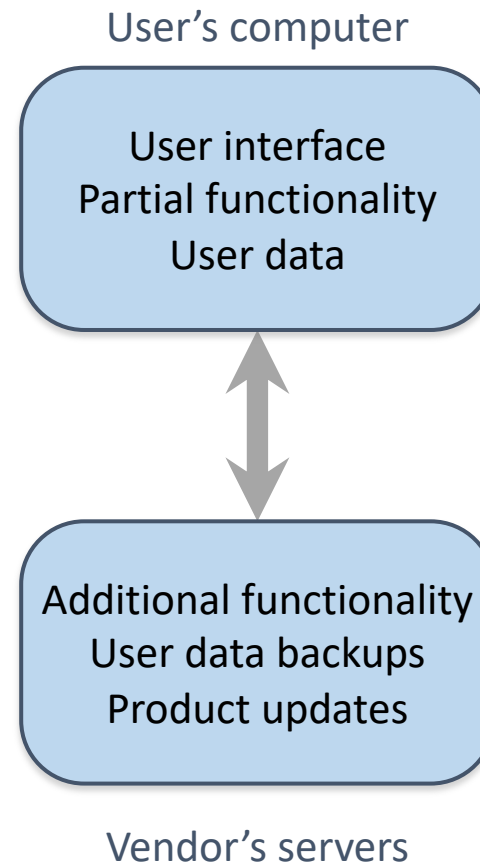 User’s computer
User interface
Partial functionality
User data
Additional functionality
User data backups
Product updates
Vendor’s servers